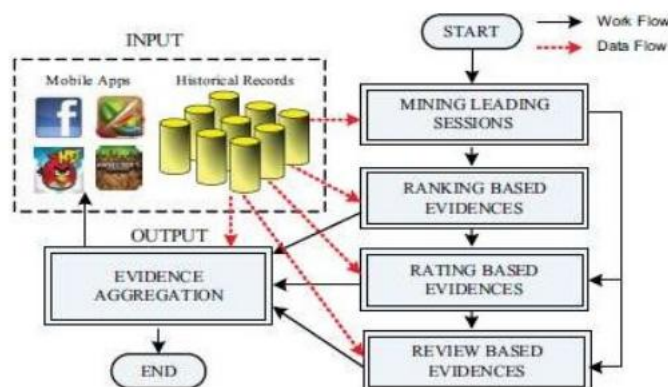 START
Work Flow
Data Flow
INPUT
Mobile Apps
Historical Records
MINING LEADING
SESSIONS
RANKING BASED
EVIDENCES
OUTPUT
EVIDENCE
AGGREGATION
RATING BASED
EVIDENCES
REVIEW BASED
EVIDENCES
END